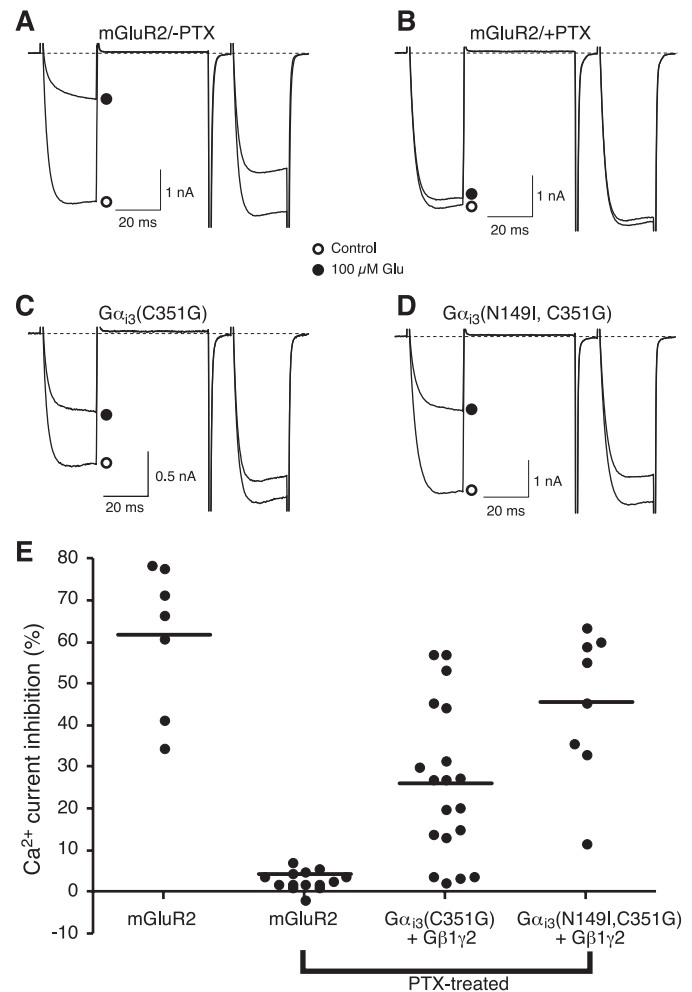 A
mGluR2/-PTX
1 nA
20 ms
B
mGluR2/+PTX
1 nA
20 ms
Control
100 µM Glu
C
Gαi3(C351G)
0.5 nA
20 ms
D
Gαi3(N149I, C351G)
1 nA
20 ms
E
Ca2+ current inhibition (%)
80
70
60
50
40
30
20
10
0
-10
mGluR2
mGluR2
Gαi3(C351G)
+ Gβ1γ2
Gαi3(N149I,C351G)
+ Gβ1γ2
PTX-treated